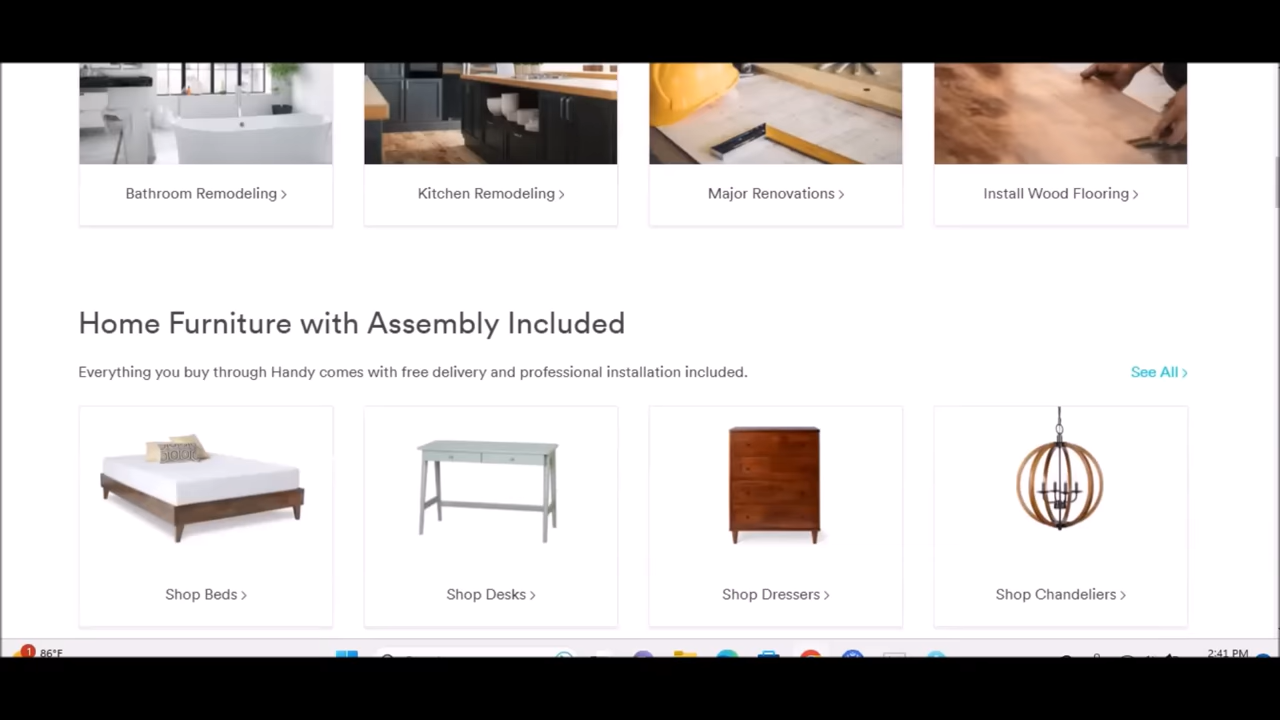 Bathroom Remodeling >
Kitchen Remodeling >
Major Renovations >
Install Wood Flooring >
Home Furniture with Assembly Included
Everything you buy through Handy comes with free delivery and professional installation included.
See All >
Shop Beds >
Shop Desks >
Shop Dressers >
Shop Chandeliers >
1
86°F
2:41 PM